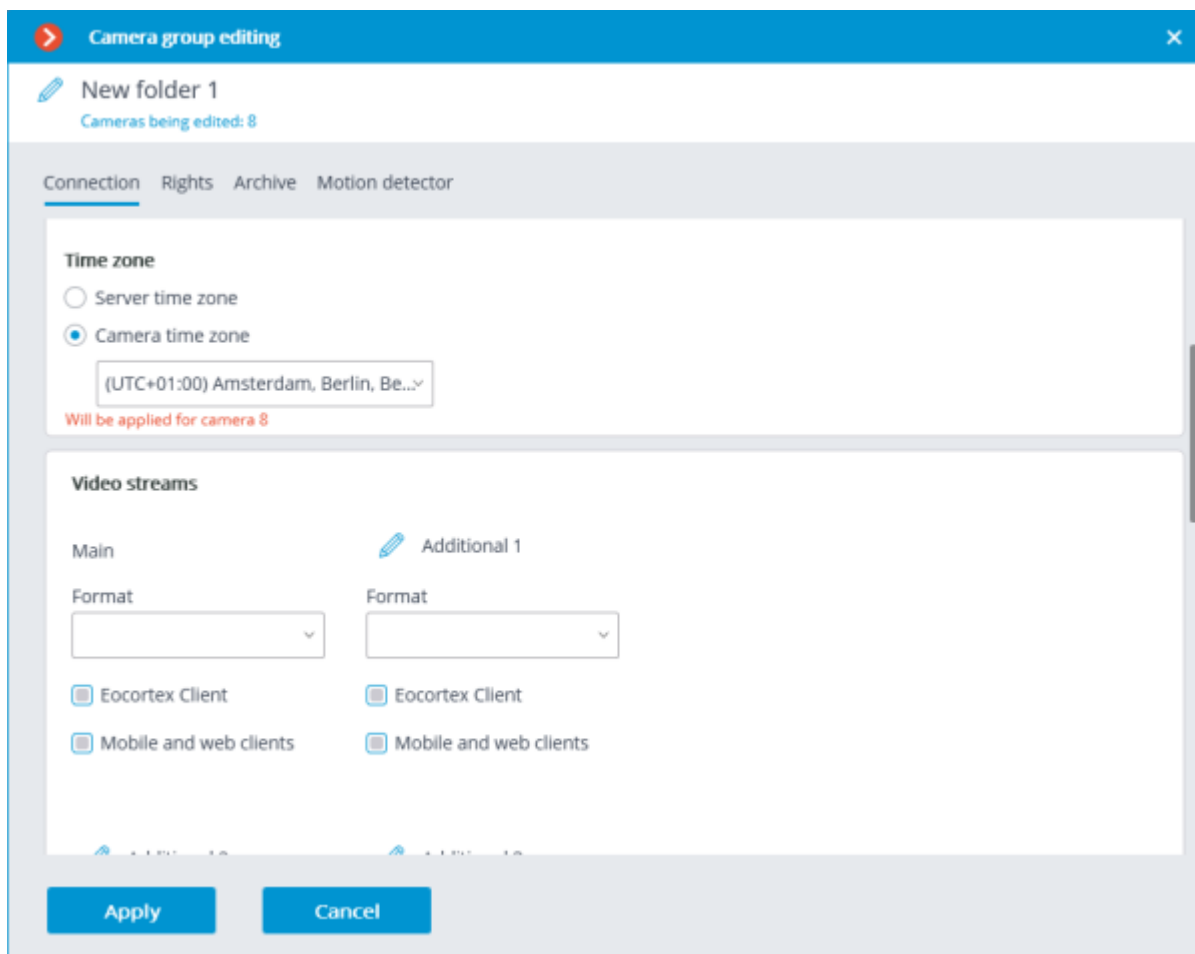 Camera group editing
New folder 1
Cameras being edited: 8
Connection Rights Archive Motion detector
Time zone
Server time zone
Camera time zone
(UTC+01:00) Amsterdam, Berlin, Be...
Will be applied for camera 8
Video streams
Main Additional 1
Format Format
Eocortex Client Eocortex Client
Mobile and web clients Mobile and web clients
Apply Cancel